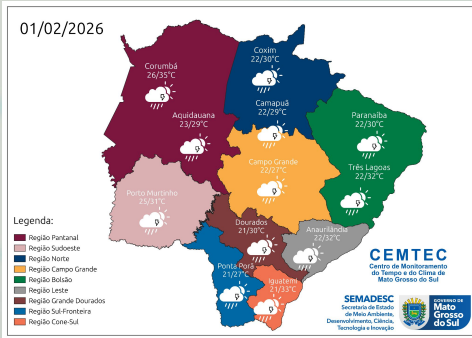 01/02/2026
Coxim
22/30°C
Corumbá
26/35°C
Camapuã
22/29°C
Aquidauana
23/29°C
Paranaíba
22/30°C
Campo Grande
22/27°C
Três Lagoas
22/32°C
Porto Murtinho
25/31°C
Dourados
21/30°C
Anaurilândia
22/32°C
Ponta Porã
21/27°C
Iguatemi
21/33°C
Legenda:
Região Pantanal
Região Sudoeste
Região Norte
Região Campo Grande
Região Bolsão
Região Leste
Região Grande Dourados
Região Sul-Fronteira
Região Cone-Sul
CEMTEC
Centro de Monitoramento
do Tempo e do Clima de
Mato Grosso do Sul
SEMADESC
Secretaria de Estado
de Meio Ambiente,
Desenvolvimento, Ciência,
Tecnologia e Inovação
GOVERNO DE
Mato
Grosso
do Sul